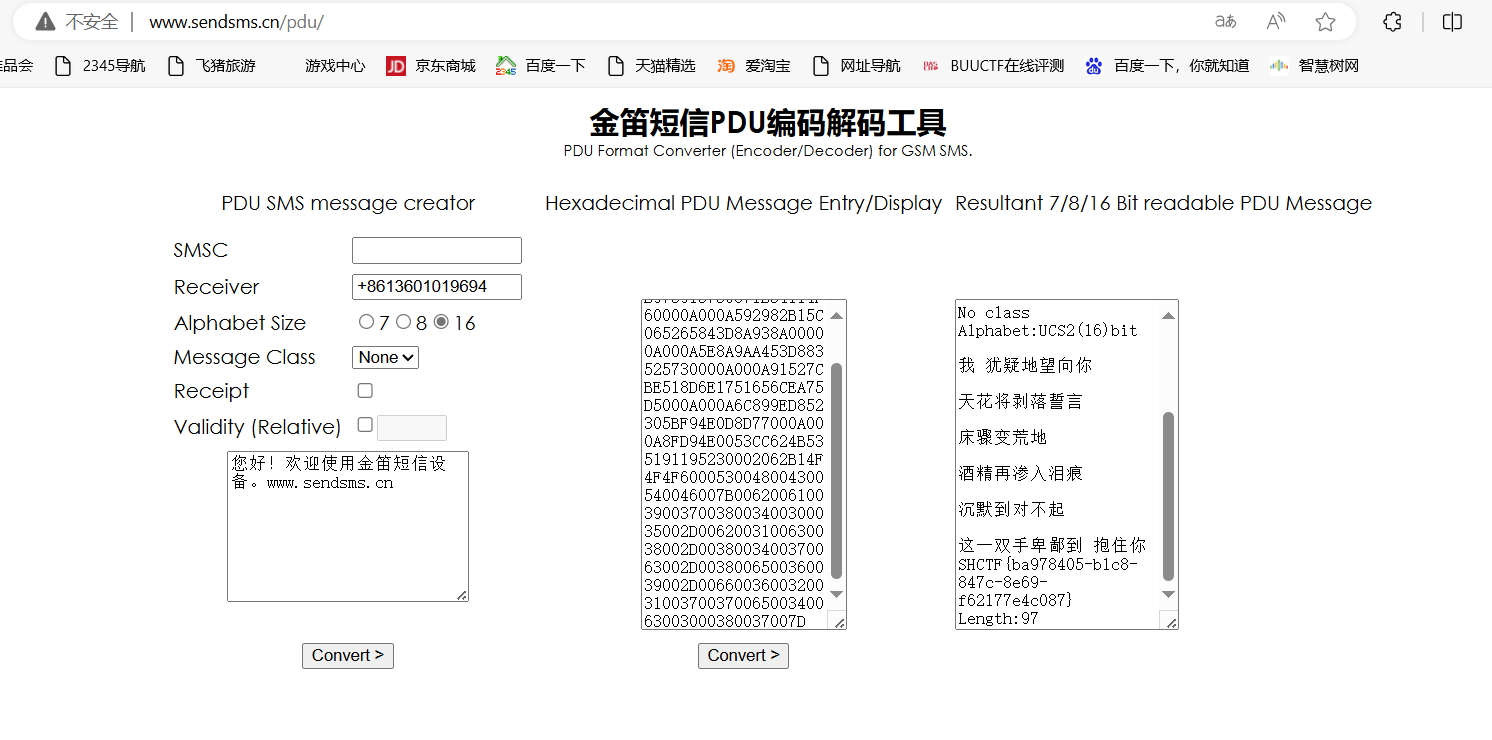 不安全 www.sendsms.cn/pdu/
品会 2345导航 飞猪旅游 游戏中心 京东商城 百度一下 天猫精选 爱淘宝 网址导航 BUUCTF在线评测 百度一下，你就知道 智慧树网
金笛短信PDU编码解码工具
PDU Format Converter (Encoder/Decoder) for GSM SMS.
PDU SMS message creator
Hexadecimal PDU Message Entry/Display
Resultant 7/8/16 Bit readable PDU Message
SMSC
Receiver +8613601019694
Alphabet Size 7 8 16
Message Class None
Receipt
Validity (Relative)
您好！欢迎使用金笛短信设
备。www.sendsms.cn
Convert >
60000A000A592982B15C
065265843D8A938A0000
0A000A5E8A9AA453D883
525730000A000A91527C
BE518D6E1751656CEA75
D5000A000A6C899ED852
305BF94E0D8D77000A00
0A8FD94E0053CC624B53
5191195230002062B14F
4F4F6000530048004300
540046007B0062006100
39003700380034003000
35002D00620031006300
38002D00380034003700
63002D00380065003600
39002D00660036003200
31003700370065003400
63003000380037007D
Convert >
No class
Alphabet:UCS2(16)bit
我 犹疑地望向你
天花将剥落誓言
床骤变荒地
酒精再渗入泪痕
沉默到对不起
这一双手卑鄙到 抱住你
SHCTF{ba978405-b1c8-
847c-8e69-
f62177e4c087}
Length:97